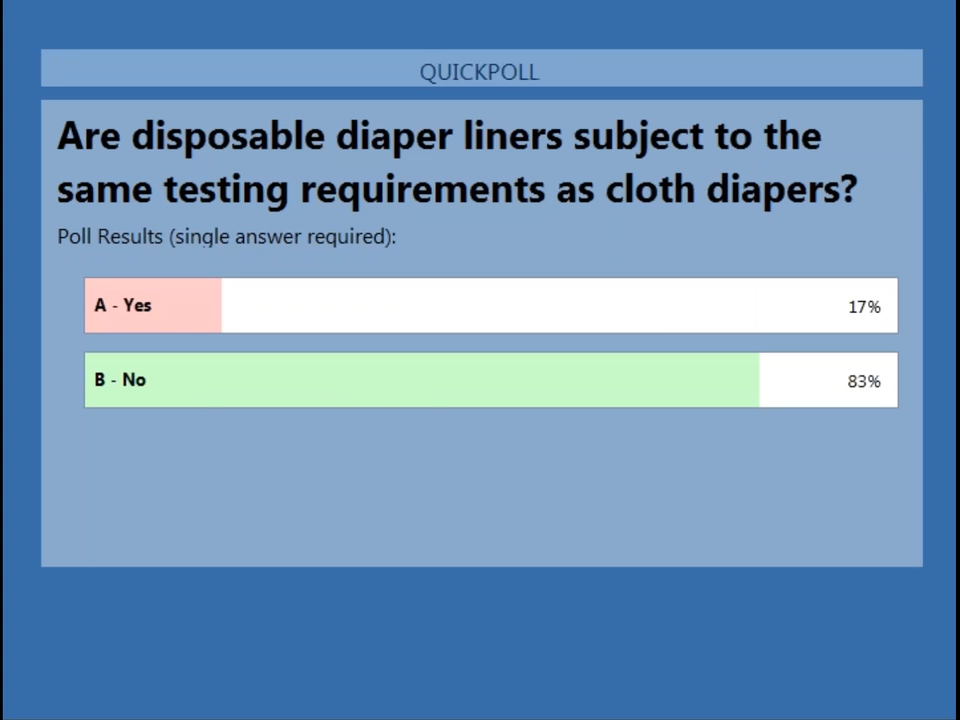 QUICKPOLL
Are disposable diaper liners subject to the
same testing requirements as cloth diapers?
Poll Results (single answer required):
A - Yes 17%
B - No 83%